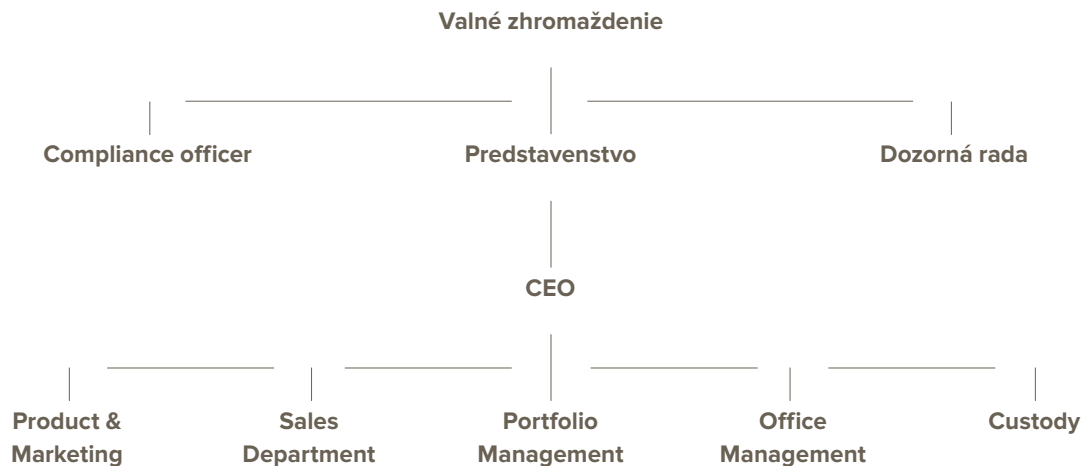 Valné zhromaždenie
Compliance officer
Predstavenstvo
Dozorná rada
CEO
Product &
Marketing
Sales
Department
Portfolio
Management
Office
Management
Custody